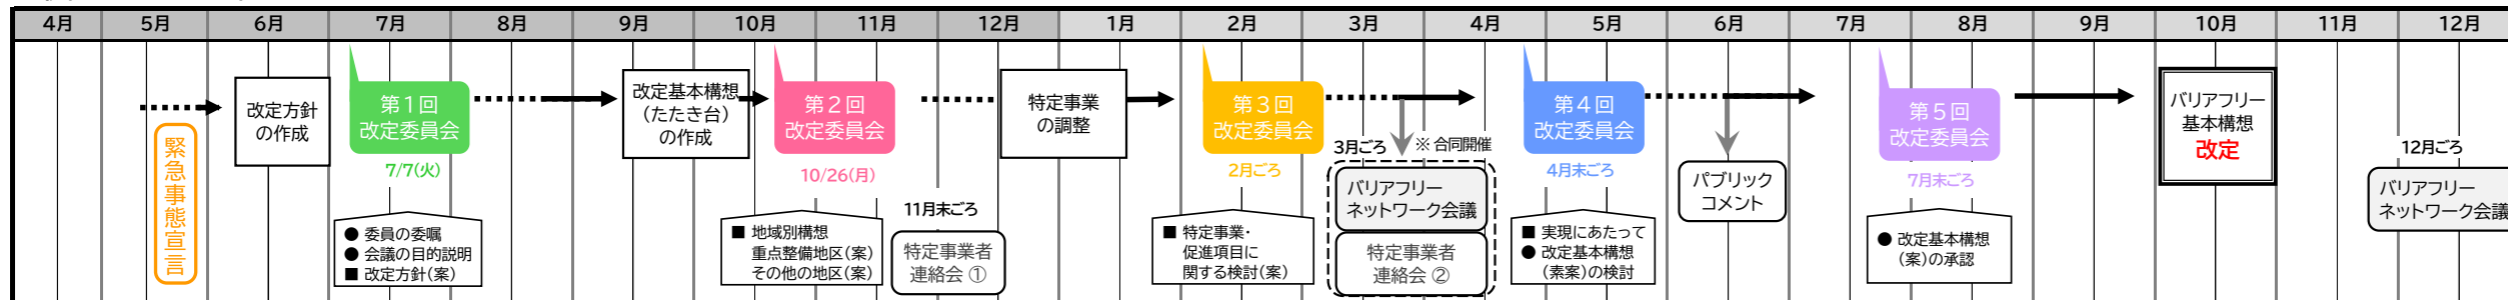 4月 5月 6月 7月 8月 9月 10月 11月 12月 1月 2月 3月 4月 5月 6月 7月 8月 9月 10月 11月 12月
緊急事態宣言
改定方針
の作成
第1回
改定委員会
7/7(火)
● 委員の委嘱
● 会議の目的説明
■ 改定方針(案)
改定基本構想
(たたき台)
の作成
第2回
改定委員会
10/26(月)
■ 地域別構想
重点整備地区(案)
その他の地区(案)
11月末ごろ
特定事業者
連絡会 ①
特定事業
の調整
第3回
改定委員会
2月ごろ
■ 特定事業・
促進項目に
関する検討(案)
3月ごろ
※ 合同開催
バリアフリー
ネットワーク会議
特定事業者
連絡会 ②
第4回
改定委員会
4月末ごろ
■ 実現にあたって
● 改定基本構想
(素案)の検討
パブリック
コメント
第5回
改定委員会
7月末ごろ
● 改定基本構想
(案)の承認
バリアフリー
基本構想
改定
12月ごろ
バリアフリー
ネットワーク会議